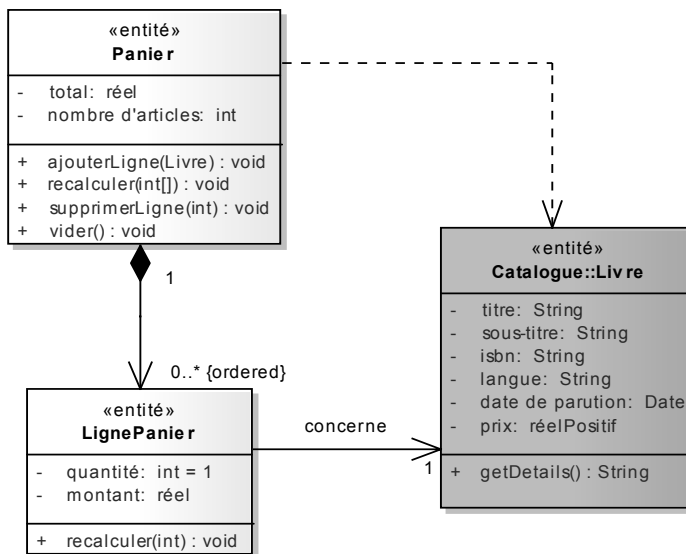 «entité»
Panier
- total: réel
- nombre d'articles: int
+ ajouterLigne(Livre) : void
+ recalculer(int[]) : void
+ supprimerLigne(int) : void
+ vider() : void
1
0..* {ordered}
«entité»
LignePanier
- quantité: int = 1
- montant: réel
+ recalculer(int) : void
concerne
1
«entité»
Catalogue::Livre
- titre: String
- sous-titre: String
- isbn: String
- langue: String
- date de parution: Date
- prix: réelPositif
+ getDetails() : String